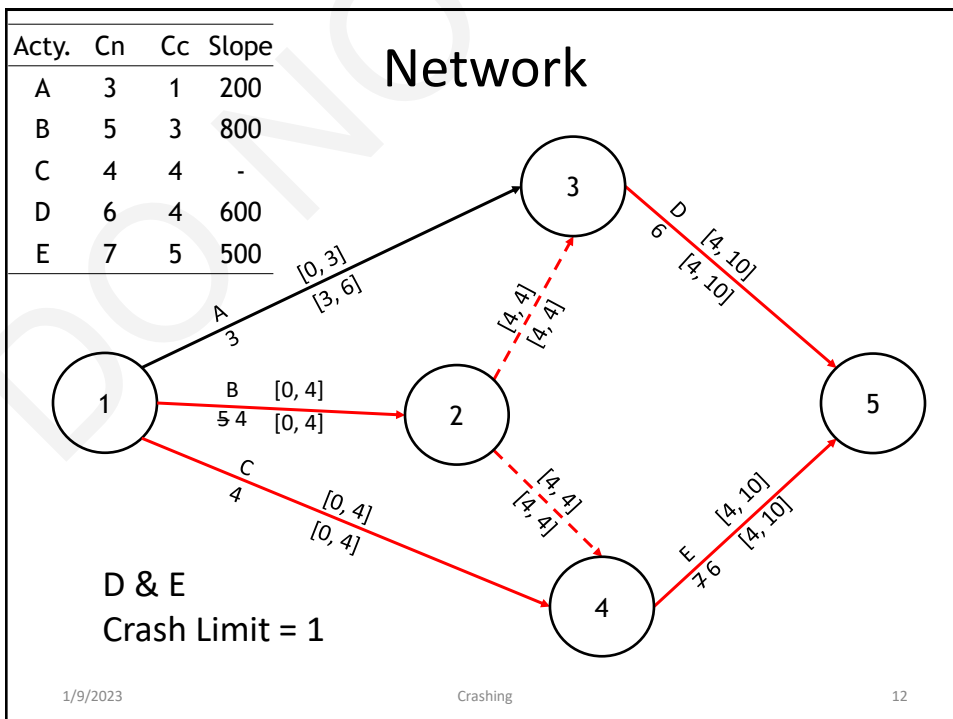 DO NO
Acty. Cn Cc Slope
A 3 1 200
B 5 3 800
C 4 4 -
D 6 4 600
E 7 5 500
Network
1
2
3
4
5
A
3
[0, 3]
[3, 6]
B
5 4
[0, 4]
[0, 4]
C
4
[0, 4]
[0, 4]
[4, 4]
[4, 4]
[4, 4]
[4, 4]
D
6
[4, 10]
[4, 10]
E
7 6
[4, 10]
[4, 10]
D & E
Crash Limit = 1
1/9/2023
Crashing
12